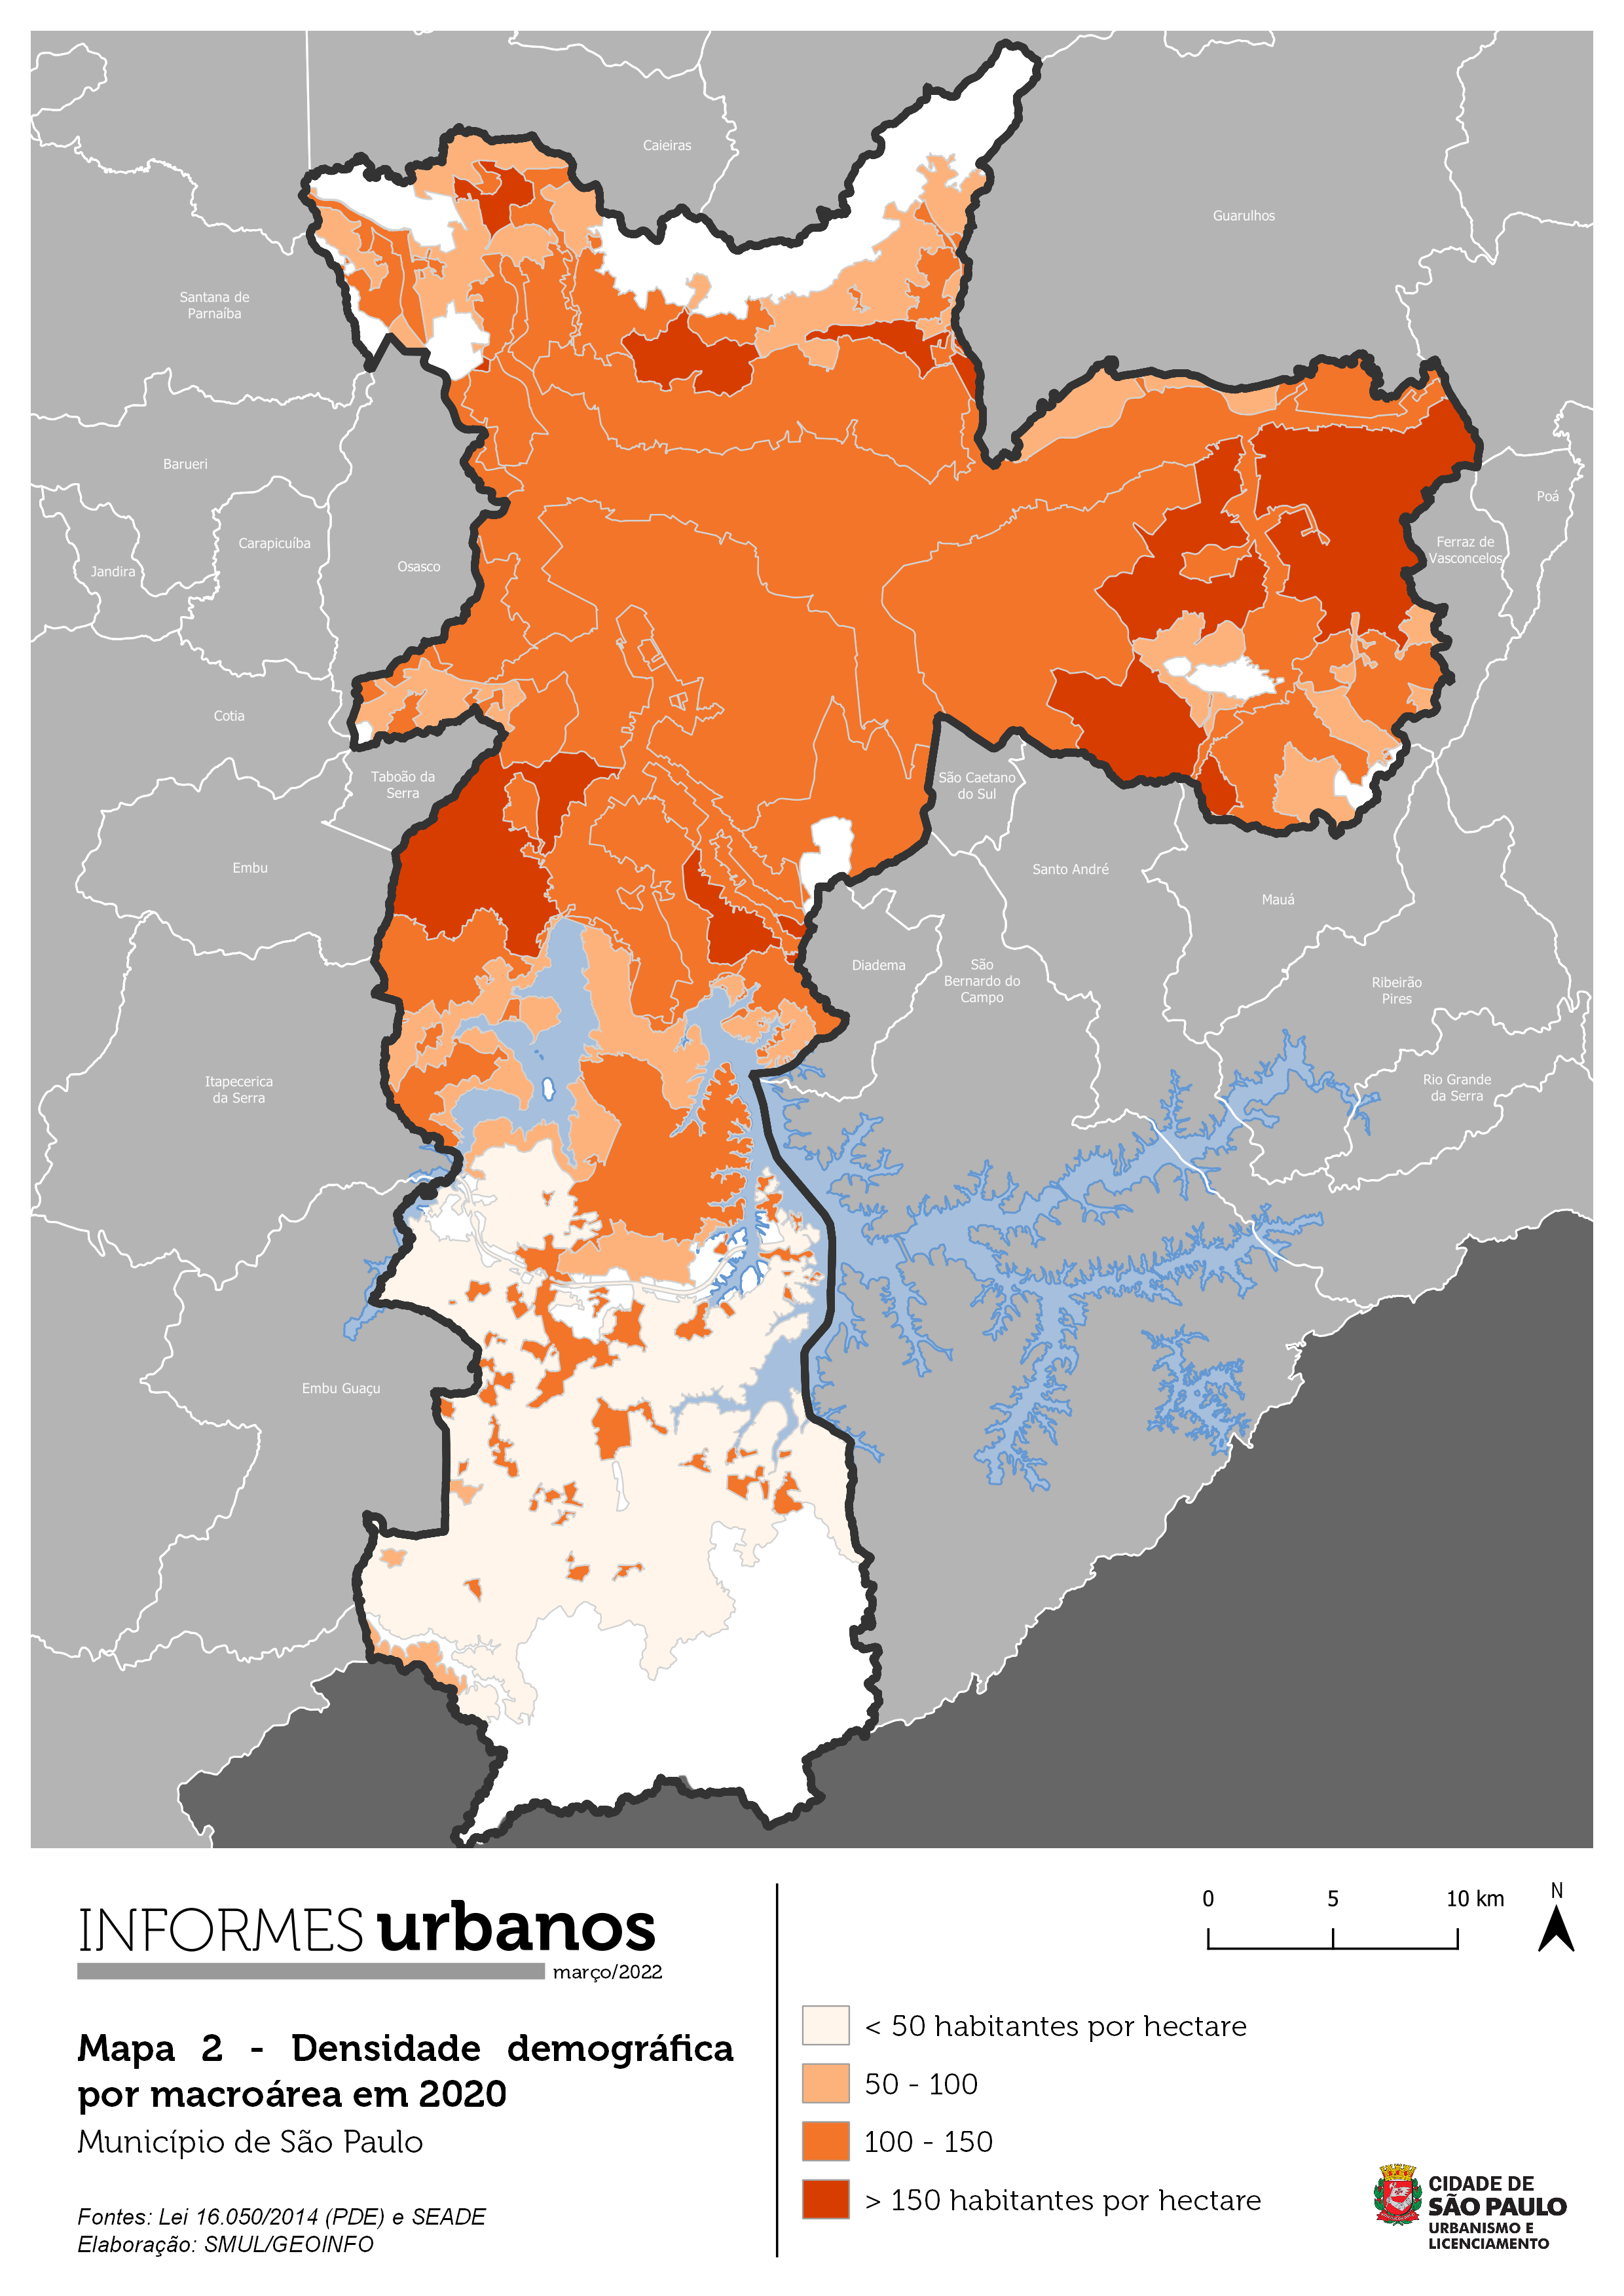 Caieiras
Guarulhos
Santana de
Parnaíba
Barueri
Poá
Carapicuíba
Ferraz de
Vasconcelos
Jandira
Osasco
Cotia
Taboão da
Serra
São Caetano
do Sul
Embu
Santo André
Mauá
Diadema
São
Bernardo do
Campo
Ribeirão
Pires
Itapecerica
da Serra
Rio Grande
da Serra
Embu Guaçu
INFORMES urbanos
março/2022
Mapa 2 - Densidade demográfica
por macroárea em 2020
Município de São Paulo
Fontes: Lei 16.050/2014 (PDE) e SEADE
Elaboração: SMUL/GEOINFO
0 5 10 km
N
< 50 habitantes por hectare
50 - 100
100 - 150
> 150 habitantes por hectare
CIDADE DE
SÃO PAULO
URBANISMO E
LICENCIAMENTO